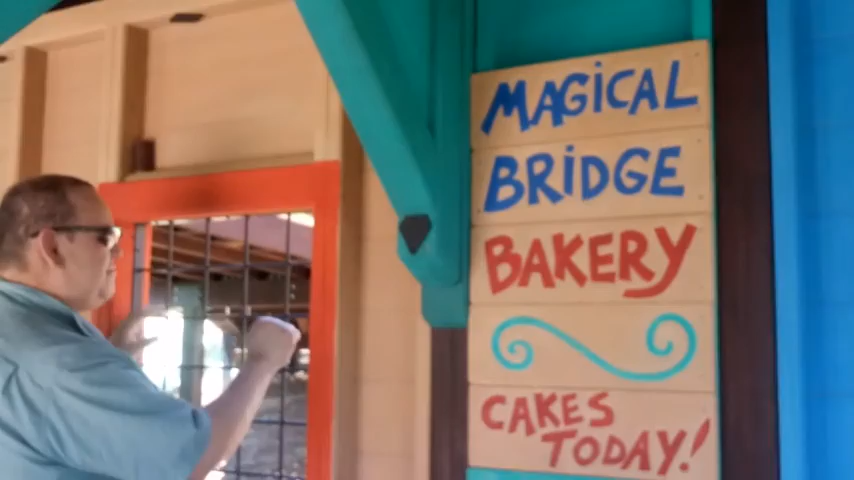 MAGiCAL
BRiDGE
BAKERY
CAKES
TODAY!